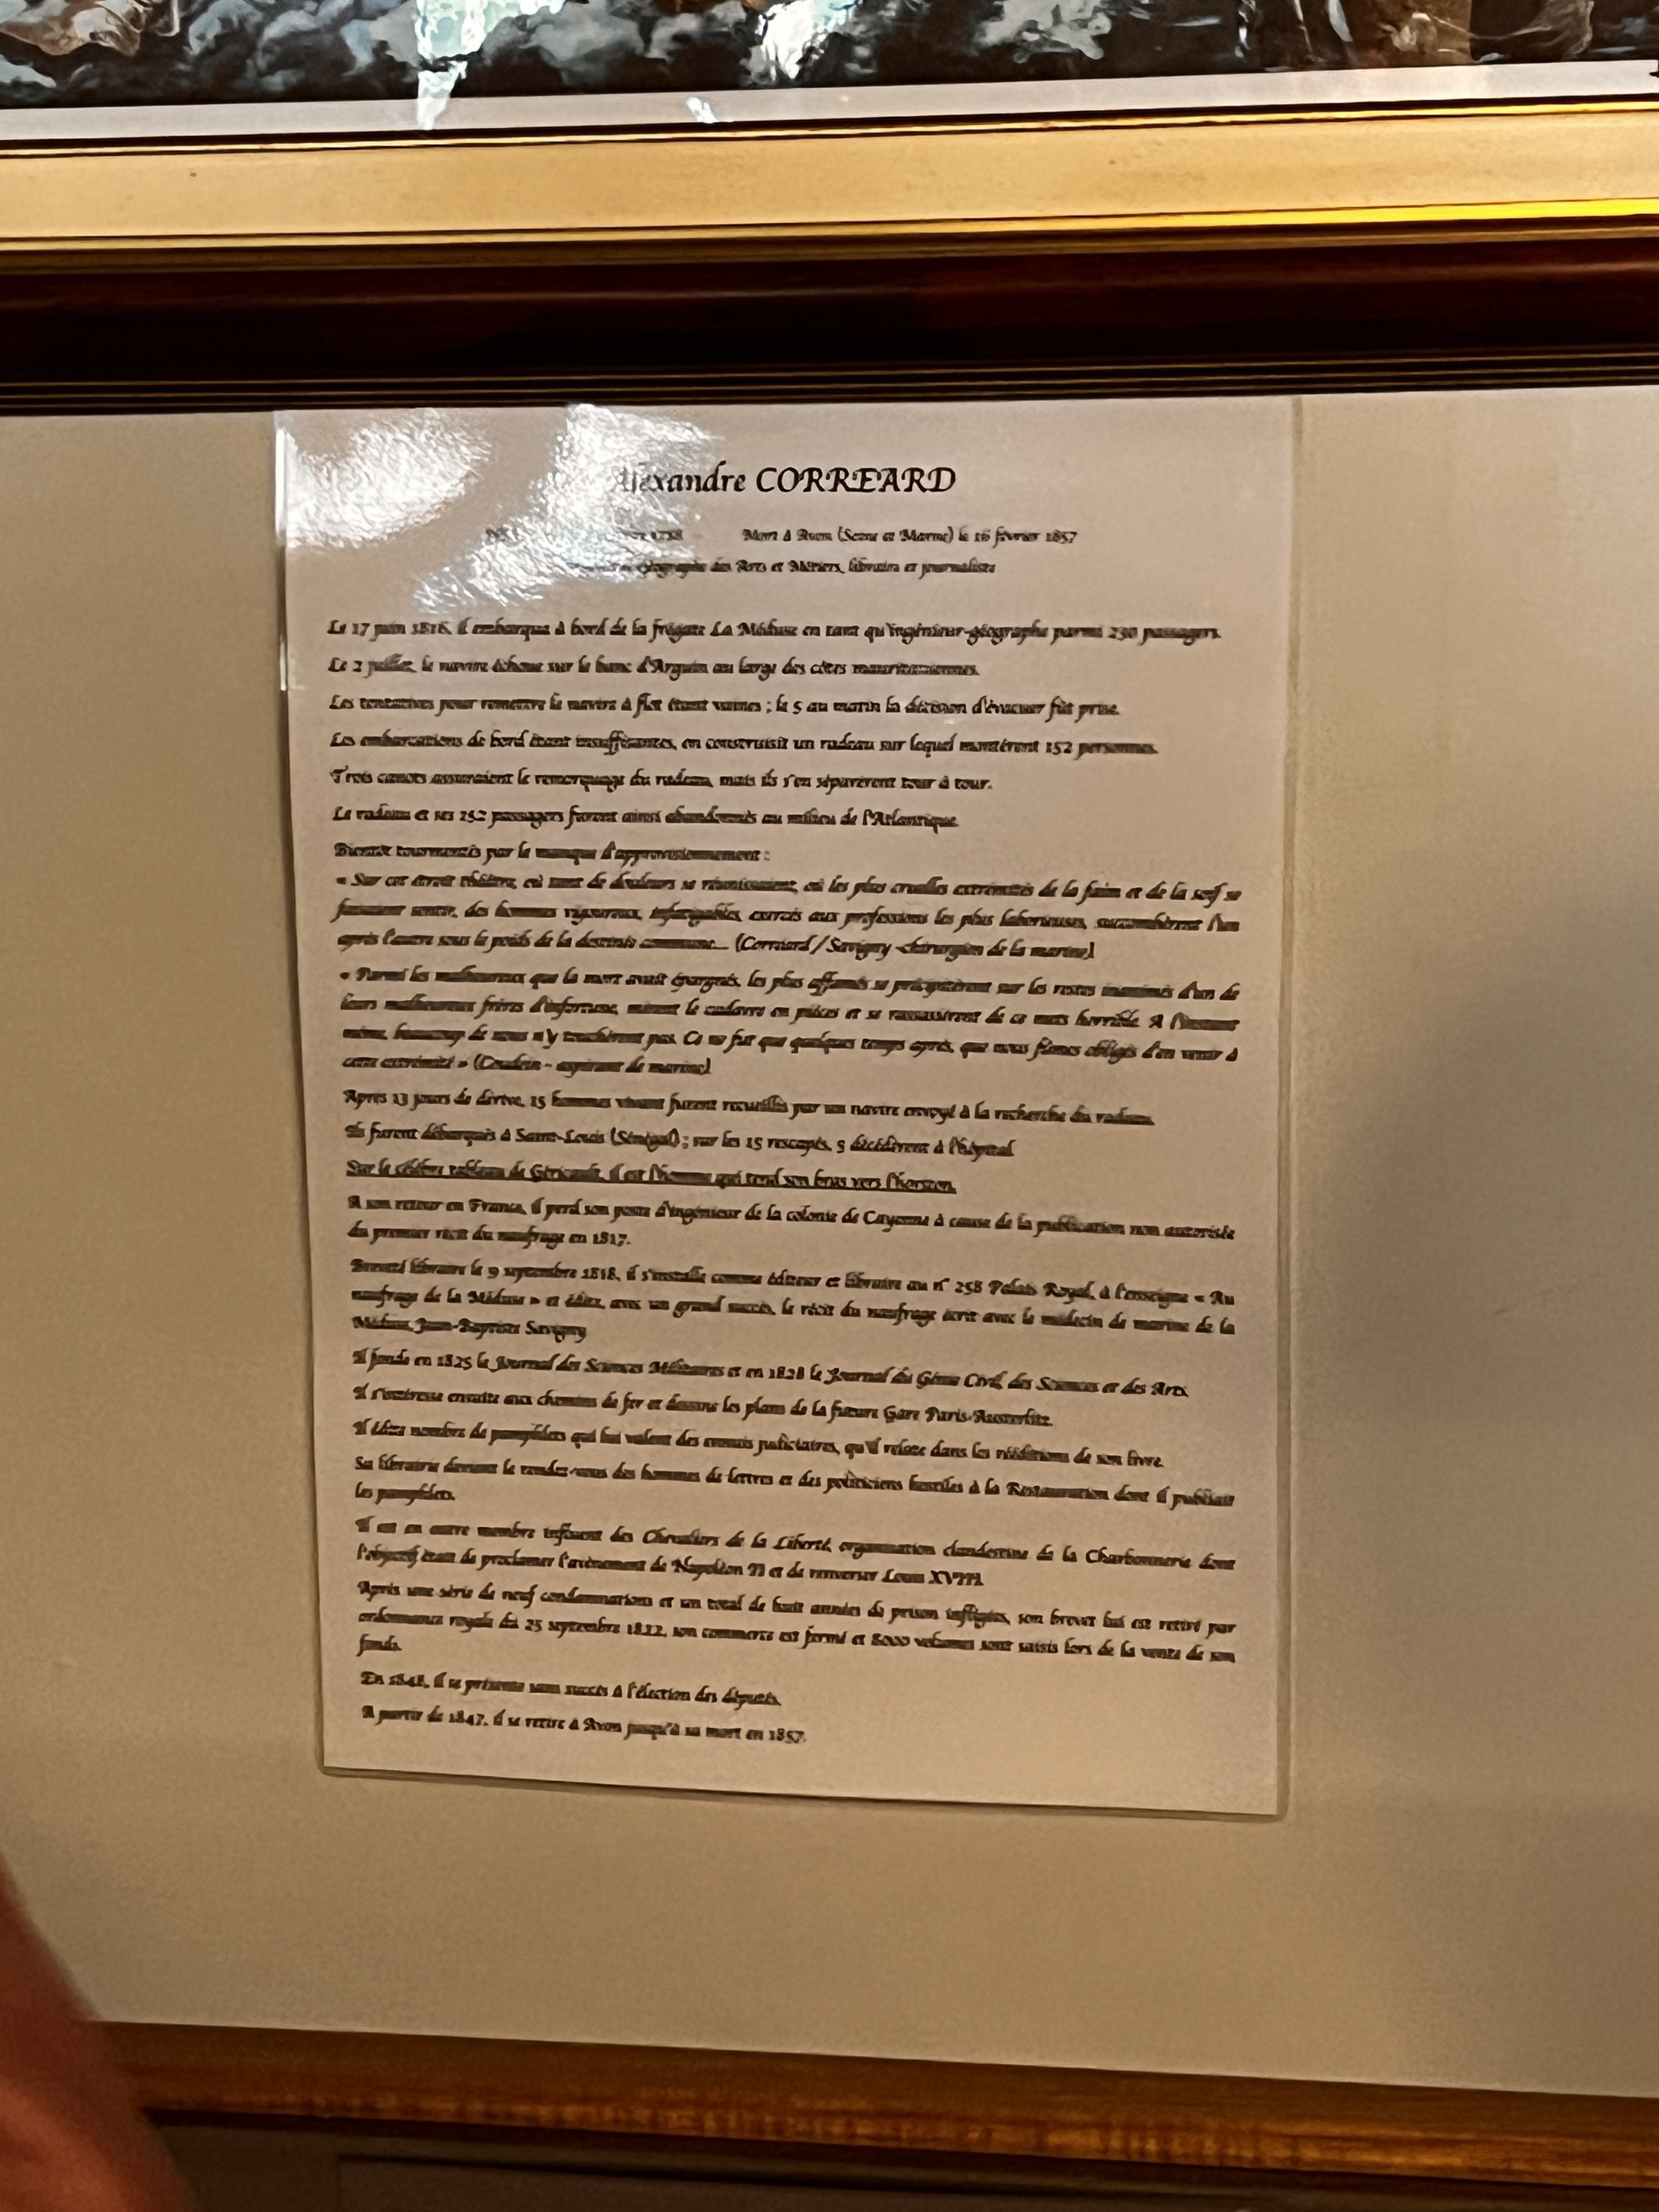 Alexandre CORREARD
Mort à Avon (Seine et Marne) le 16 février 1857
géographe des Arts et Métiers, libraire et journaliste
Le 17 juin 1816, il embarque à bord de la frégate La Méduse en tant qu'ingénieur-géographe parmi 230 passagers.
Le 2 juillet, le navire échoue sur le banc d'Arguin au large des côtes mauritaniennes.
Les tentatives pour remettre le navire à flot étant vaines ; le 5 au matin la décision d'évacuer fût prise.
Les embarcations de bord étant insuffisantes, on construisit un radeau sur lequel montèrent 152 personnes.
Trois canots assuraient le remorquage du radeau, mais ils s'en séparèrent tour à tour.
Le radeau et ses 152 passagers furent ainsi abandonnés au milieu de l'Atlantique.
Bientôt tourmentés par le manque d'approvisionnement :
« Sur cet étroit théâtre, où tant de douleurs se réunissaient, où les plus cruelles extrémités de la faim et de la soif se
faisaient sentir, des hommes vigoureux, infatigables, exercés aux professions les plus laborieuses, succombèrent l'un
après l'autre sous le poids de la destinée commune... (Corréard / Savigny -chirurgien de la marine)
« Parmi les malheureux que la mort avait épargnés, les plus affamés se précipitèrent sur les restes inanimés d'un de
leurs malheureux frères d'infortune, mirent le cadavre en pièces et se de ce mets horrible. A l'instant
même, beaucoup de nous n'y touchèrent pas. Ce ne fut que quelques temps après, que nous fûmes obligés d'en venir à
cette extrémité » (Coudein - aspirant de marine)
Après 13 jours de dérive, 15 hommes vivant furent recueillis par un navire envoyé à la recherche du radeau.
Ils furent débarqués à Saint-Louis (Sénégal) ; sur les 15 rescapés, 5 décédèrent à l'hôpital.
Sur le célèbre tableau de Géricault, il est l'homme qui tend son bras vers l'horizon.
A son retour en France, il perd son poste d'ingénieur de la colonie de Cayenne à cause de la publication non autorisée
du premier récit du naufrage en 1817.
Breveté libraire le 9 septembre 1818, il s'installe comme éditeur et libraire au n° 258 Palais Royal, à l'enseigne « Au
naufrage de la Méduse » et édite, avec un grand succès, le récit du naufrage écrit avec le médecin de marine de la
Méduse, Jean-Baptiste Savigny
Il fonde en 1825 le Journal des Sciences Militaires et en 1828 le Journal du Génie Civil, des Sciences et des Arts.
Il s'intéresse ensuite aux chemins de fer et dessine les plans de la future Gare Paris-Austerlitz.
Il édite nombre de pamphlets qui lui valent des ennuis judiciaires, qu'il relate dans les rééditions de son livre.
Sa librairie devient le rendez-vous des hommes de lettres et des politiciens hostiles à la Restauration dont il publiait
les pamphlets.
Il est en outre membre influent des Chevaliers de la Liberté, organisation clandestine de la Charbonnerie dont
l'objectif était de proclamer l'avènement de Napoléon II et de renverser Louis XVIII.
Après une série de neuf condamnations et un total de huit années de prison infligées, son brevet lui est retiré par
ordonnance royale du 25 septembre 1822, son commerce est fermé et 8000 volumes sont saisis lors de la vente de son
fonds.
En 1848, il se présente sans succès à l'élection des députés.
A partir de 1847, il se retire à Avon jusqu'à sa mort en 1857.